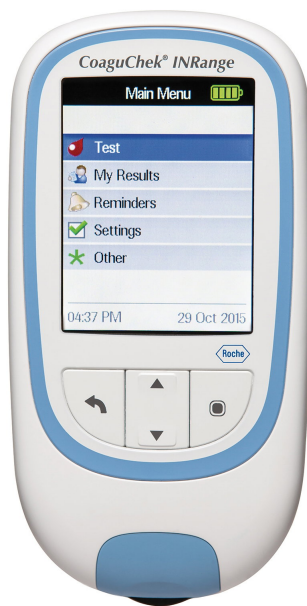 CoaguChek® INRange
Main Menu
Test
My Results
Reminders
Settings
Other
04:37 PM 29 Oct 2015
Roche